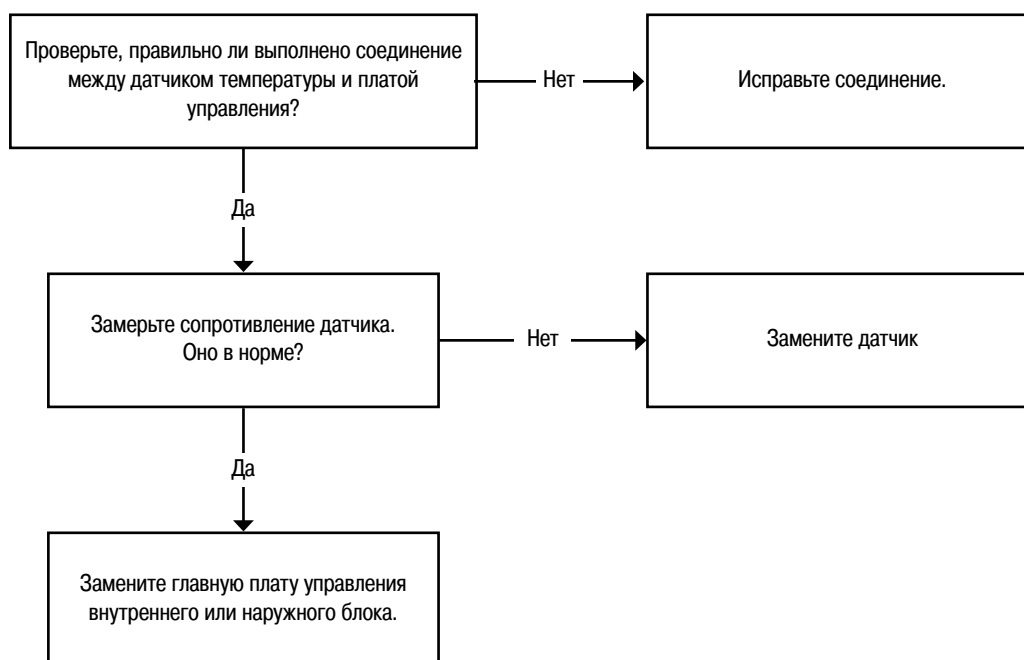 Проверьте, правильно ли выполнено соединение
между датчиком температуры и платой
управления?
Нет
Исправьте соединение.
Да
Замерьте сопротивление датчика.
Оно в норме?
Нет
Замените датчик
Да
Замените главную плату управления
внутреннего или наружного блока.